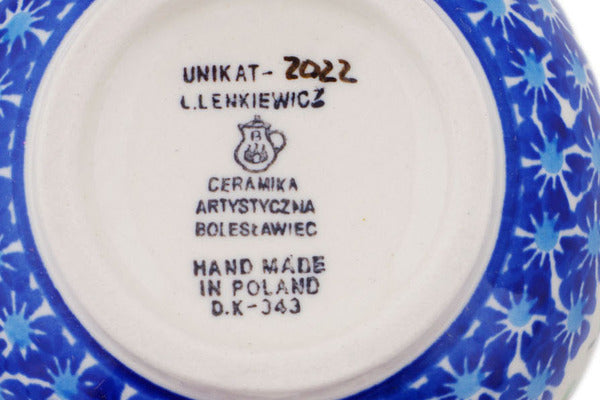 UNIKAT- 2022
L.LENKIEWICZ
B
CERAMIKA
ARTYSTYCZNA
BOLESŁAWIEC
HAND MADE
IN POLAND
D.K-343